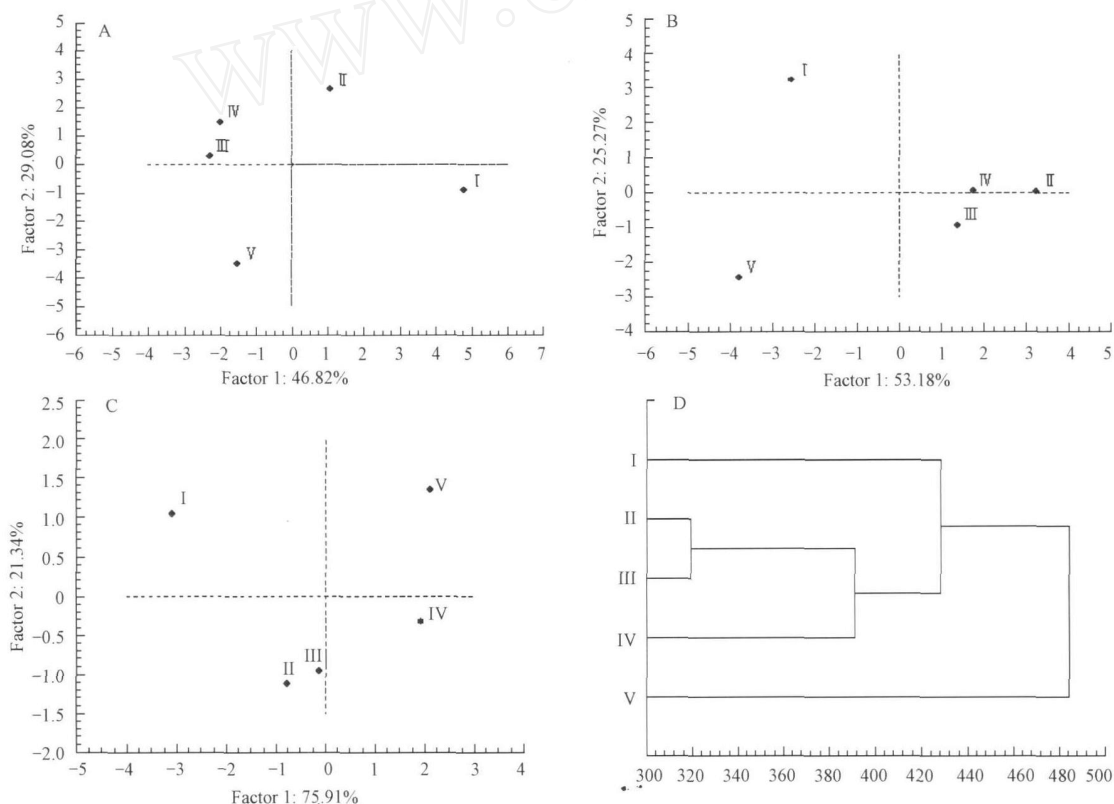 www.
A
5
4
3
2
1
0
−1
−2
−3
−4
−5
−6
Factor 2: 29.08%
II
IV
III
I
V
−6 −5 −4 −3 −2 −1 0 1 2 3 4 5 6 7
Factor 1: 46.82%
B
5
4
3
2
1
0
−1
−2
−3
−4
Factor 2: 25.27%
I
IV
II
III
V
−6 −5 −4 −3 −2 −1 0 1 2 3 4 5
Factor 1: 53.18%
C
2.5
2.0
1.5
1.0
0.5
0
−0.5
−1.0
−1.5
−2.0
Factor 2: 21.34%
I
V
IV
III
II
−5 −4 −3 −2 −1 0 1 2 3 4
Factor 1: 75.91%
D
I
II
III
IV
V
300 320 340 360 380 400 420 440 460 480 500